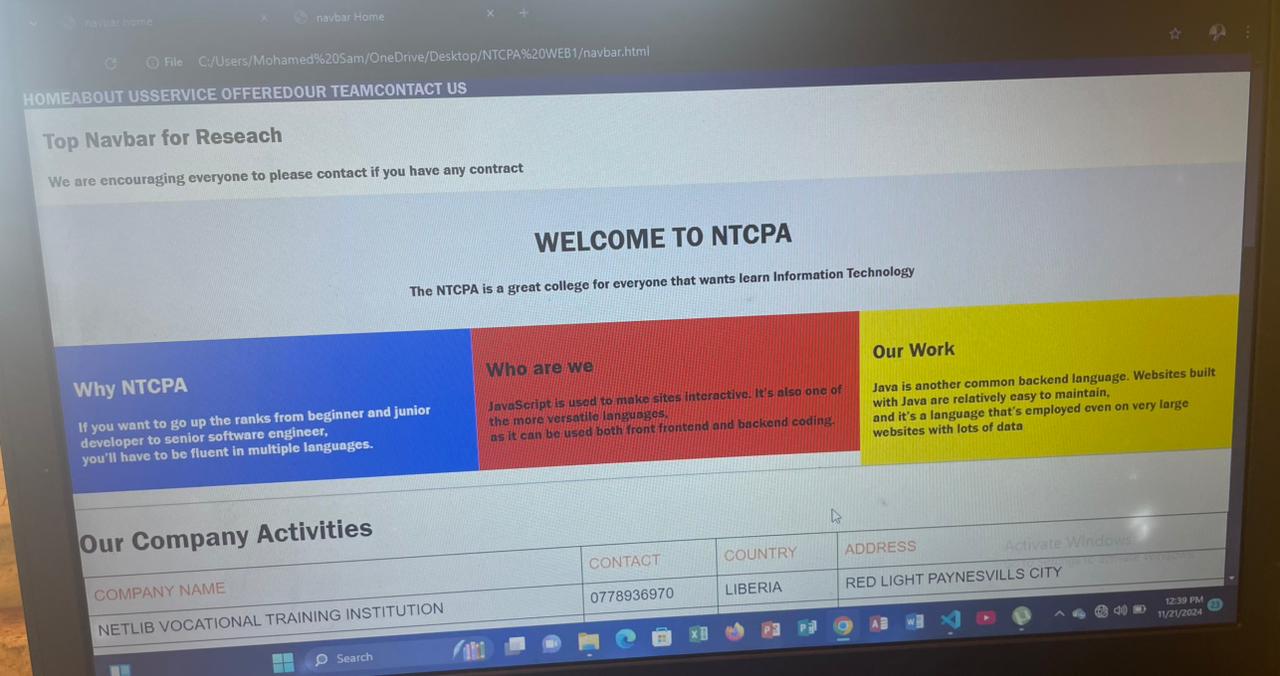 navbar home
navbar Home
File C:/Users/Mohamed%20Sam/OneDrive/Desktop/NTCPA%20WEB1/navbar.html
HOMEABOUT USSERVICE OFFEREDOUR TEAMCONTACT US
Top Navbar for Reseach
We are encouraging everyone to please contact if you have any contract
WELCOME TO NTCPA
The NTCPA is a great college for everyone that wants learn Information Technology
Why NTCPA
If you want to go up the ranks from beginner and junior
developer to senior software engineer,
you'll have to be fluent in multiple languages.
Who are we
JavaScript is used to make sites interactive. It's also one of
the more versatile languages,
as it can be used both front frontend and backend coding.
Our Work
Java is another common backend language. Websites built
with Java are relatively easy to maintain,
and it's a language that's employed even on very large
websites with lots of data
Our Company Activities
COMPANY NAME CONTACT COUNTRY ADDRESS
NETLIB VOCATIONAL TRAINING INSTITUTION 0778936970 LIBERIA RED LIGHT PAYNESVILLS CITY
Activate Windows
Search
12:39 PM
11/21/2024
23